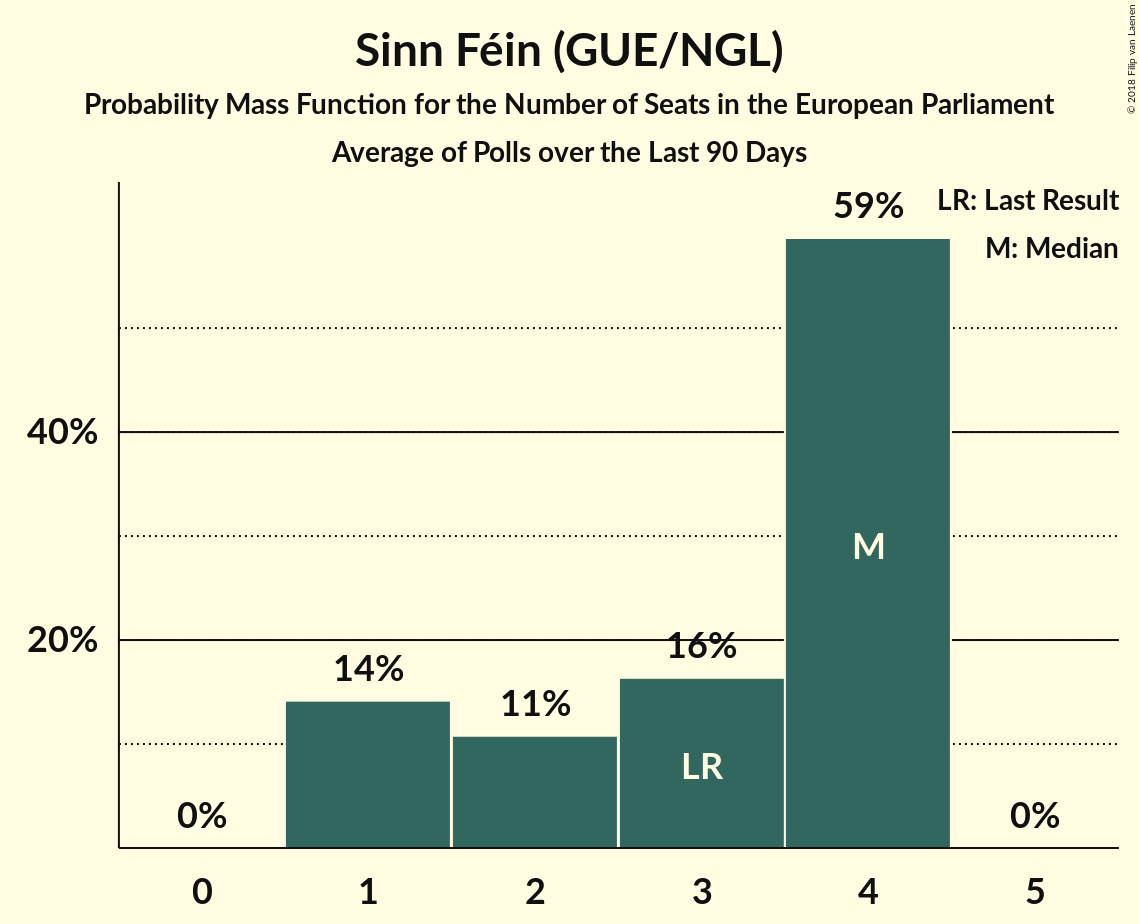 Sinn Féin (GUE/NGL)
Probability Mass Function for the Number of Seats in the European Parliament
Average of Polls over the Last 90 Days
© 2018 Filip van Laenen
LR: Last Result
M: Median
59%
40%
M
20%
16%
14%
11%
LR
0%
0%
0 1 2 3 4 5